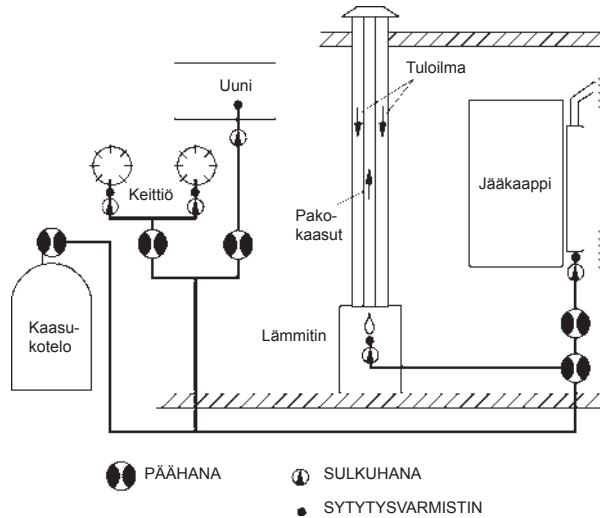 Uuni
Tuloilma
Keittiö
Jääkaappi
Pako-
kaasut
Kaasu-
kotelo
Lämmitin
PÄÄHANA
SULKUHANA
SYTYTYSVARMISTIN